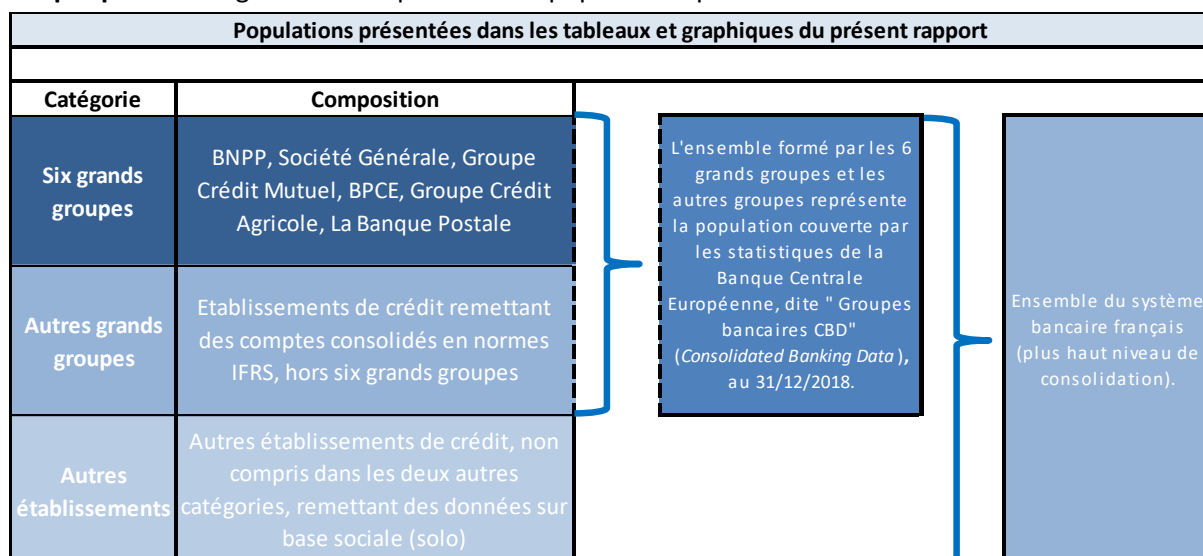 Populations présentées dans les tableaux et graphiques du présent rapport
Catégorie
Composition
Six grands
groupes
BNPP, Société Générale, Groupe
Crédit Mutuel, BPCE, Groupe Crédit
Agricole, La Banque Postale
Autres grands
groupes
Etablissements de crédit remettant
des comptes consolidés en normes
IFRS, hors six grands groupes
Autres
établissements
Autres établissements de crédit, non
compris dans les deux autres
catégories, remettant des données sur
base sociale (solo)
L'ensemble formé par les 6
grands groupes et les
autres groupes représente
la population couverte par
les statistiques de la
Banque Centrale
Européenne, dite " Groupes
bancaires CBD"
(Consolidated Banking Data ),
au 31/12/2018.
Ensemble du système
bancaire français
(plus haut niveau de
consolidation).